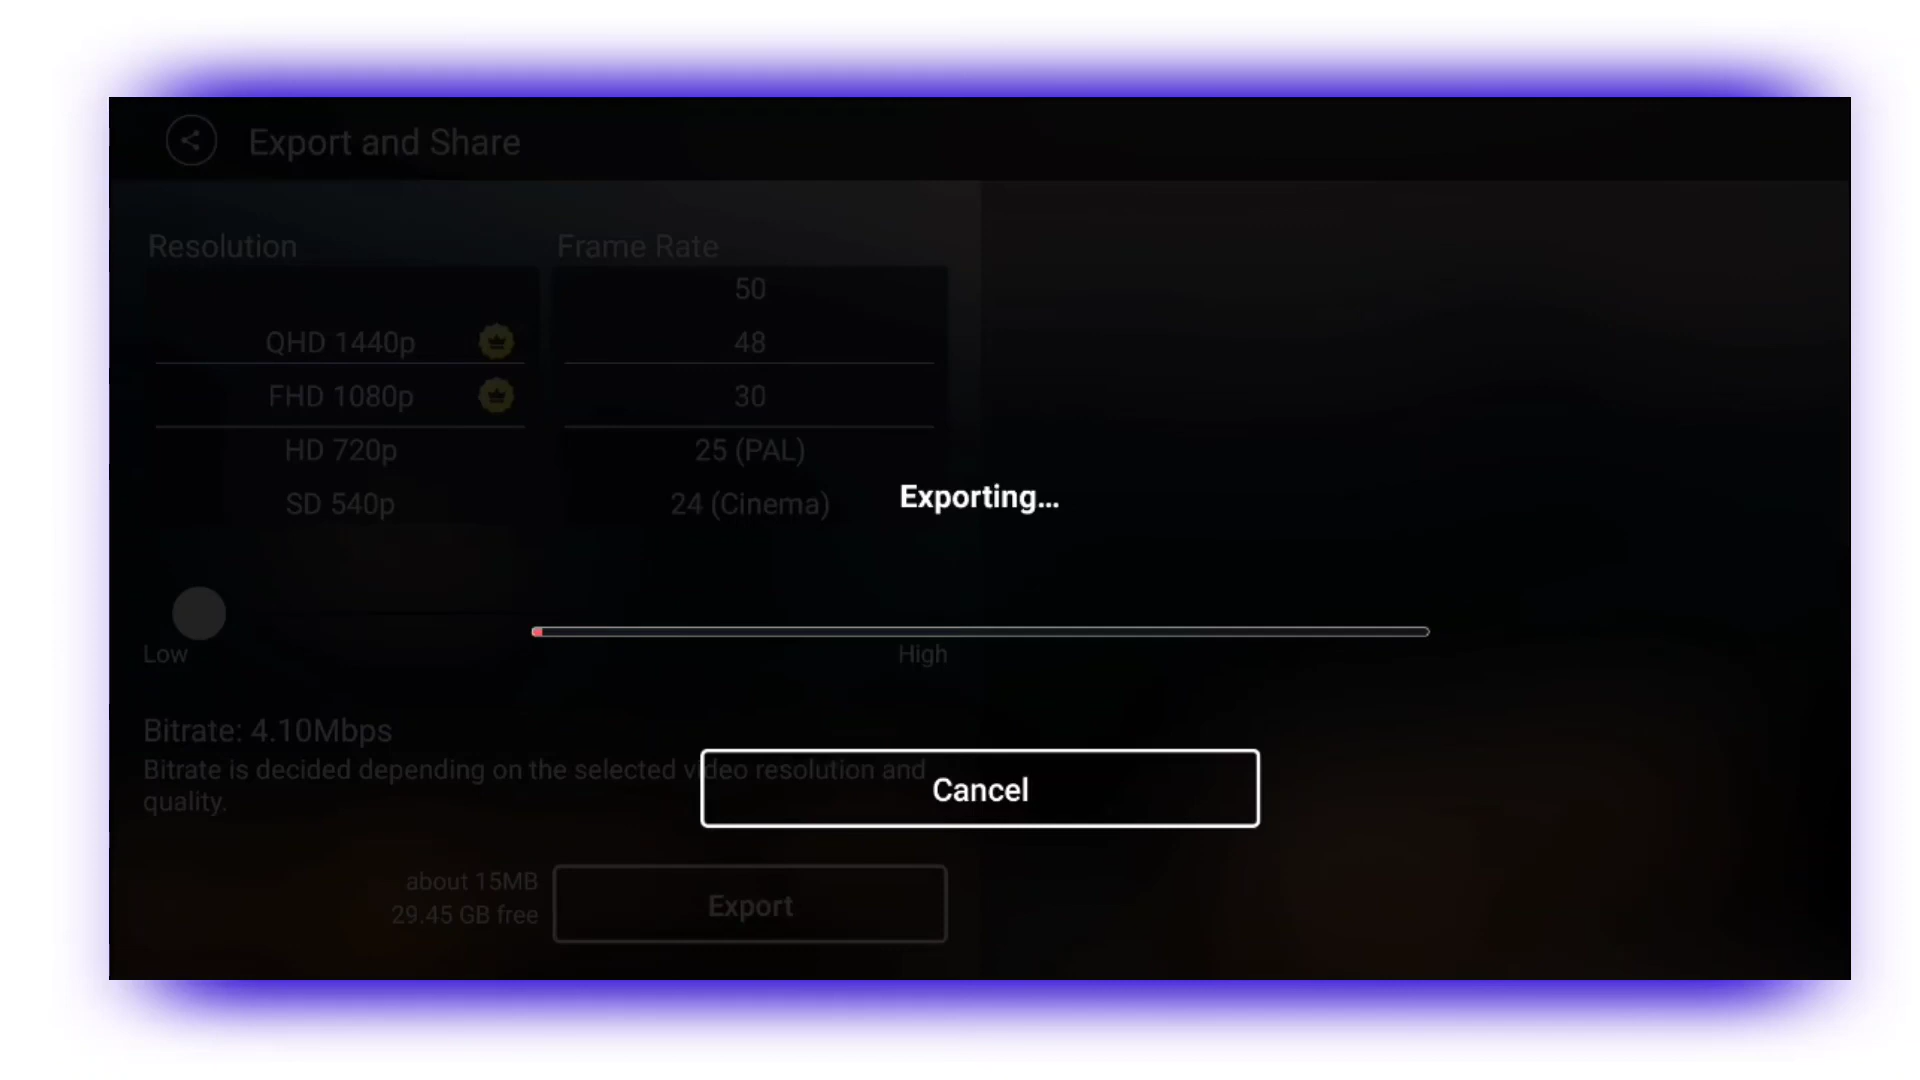 Export and Share
Resolution
Frame Rate
50
QHD 1440p
48
FHD 1080p
30
HD 720p
25 (PAL)
SD 540p
24 (Cinema)
Exporting...
Low
High
Bitrate: 4.10Mbps
Bitrate is decided depending on the selected video resolution and
quality.
Cancel
about 15MB
29.45 GB free
Export